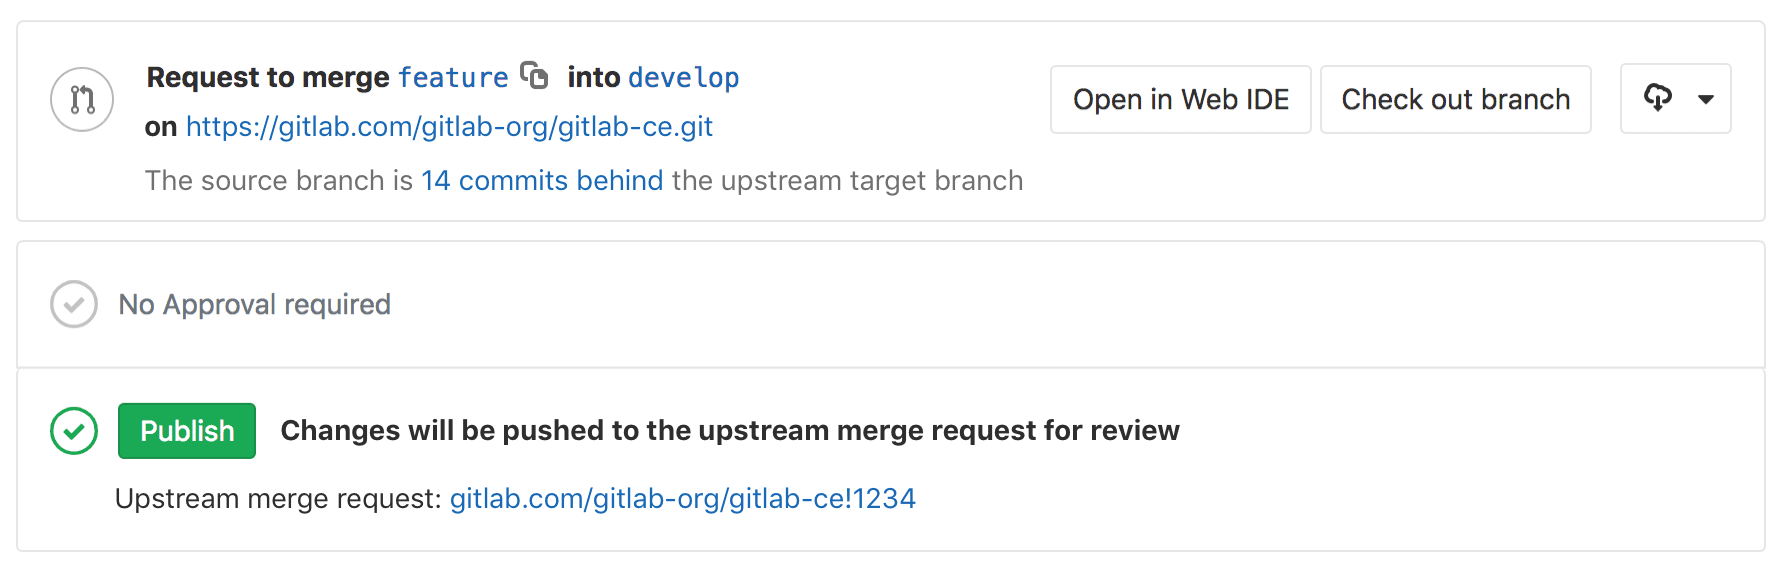 Request to merge feature into develop
on https://gitlab.com/gitlab-org/gitlab-ce.git
The source branch is 14 commits behind the upstream target branch
Open in Web IDE
Check out branch
No Approval required
Publish
Changes will be pushed to the upstream merge request for review
Upstream merge request: gitlab.com/gitlab-org/gitlab-ce!1234